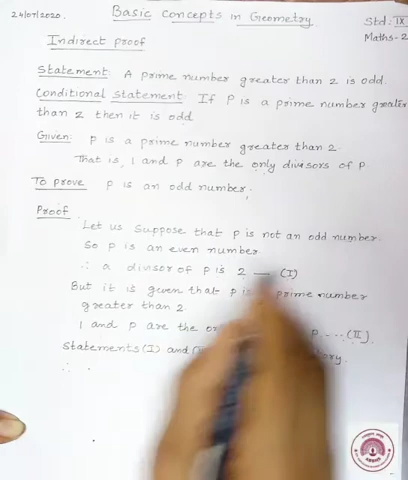 24/07/2020. Basic Concepts in Geometry. Std: IX
Maths-2
Indirect proof
Statement: A prime number greater than 2 is odd.
Conditional Statement: If P is a prime number greater
than 2 then it is odd.
Given: P is a prime number greater than 2.
That is, 1 and p are the only divisors of p.
To prove P is an odd number.
Proof
Let us suppose that p is not an odd number.
So p is an even number
∴ a divisor of p is 2 — (I)
But it is given that p is prime number
greater than 2
1 and p are the p ... (II)
Statements (I) and
∴